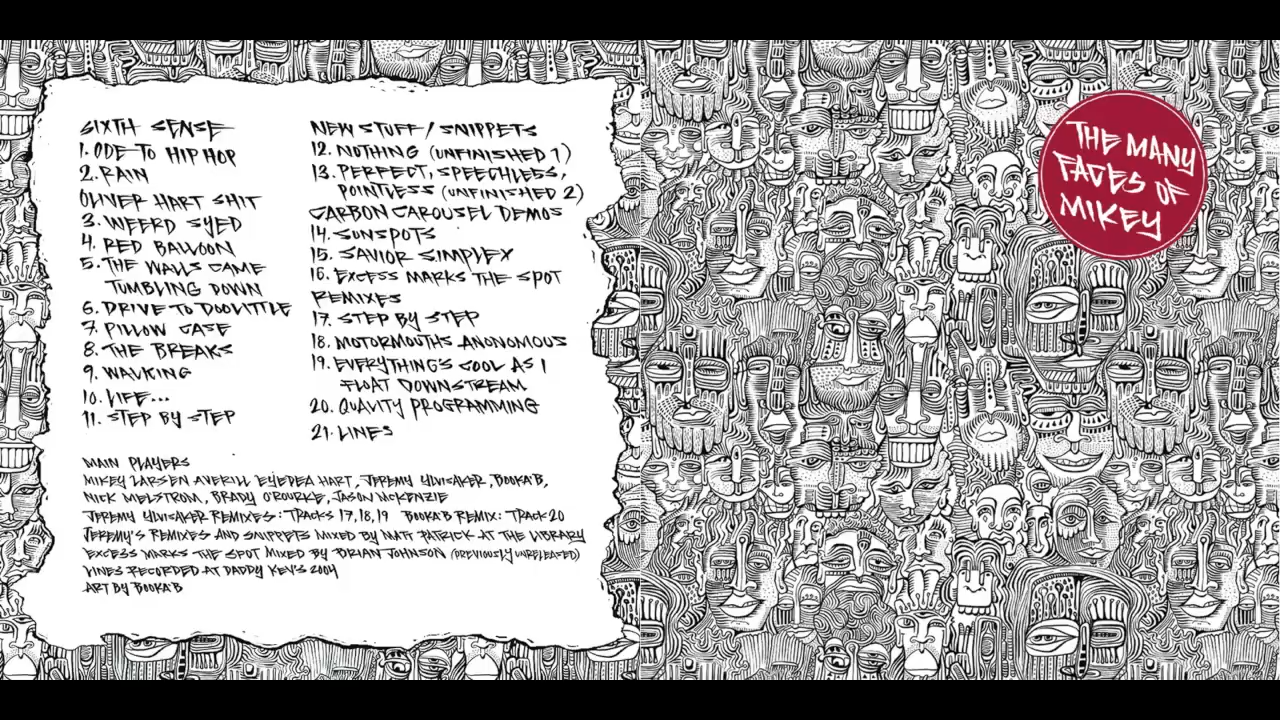 SIXTH SENSE
1. ODE TO HIP HOP
2. RAIN
OLIVER HART SHIT
3. WEERD SYED
4. RED BALLOON
5. THE WALLS CAME
TUMBLING DOWN
6. DRIVE TO DOOLITTLE
7. PILLOW CASE
8. THE BREAKS
9. WALKING
10. LIFE...
11. STEP BY STEP
NEW STUFF / SNIPPETS
12. NOTHING (UNFINISHED 1)
13. PERFECT, SPEECHLESS,
POINTLESS (UNFINISHED 2)
CARBON CAROUSEL DEMOS
14. SUNSPOTS
15. SAVIOR SIMPLEX
16. EXCESS MARKS THE SPOT
REMIXES
17. STEP BY STEP
18. MOTORMOUTHS ANONOMOUS
19. EVERYTHING'S COOL AS I
FLOAT DOWNSTREAM
20. QUALITY PROGRAMMING
21. LINES
MAIN PLAYERS
MIKEY LARSEN AVERILL EYEDEA HART, JEREMY YLVISAKER, BOOKA'B,
NICK MELSTROM, BRADY O'ROURKE, JASON MCKENZIE
JEREMY YLVISAKER REMIXES: TRACKS 17, 18, 19 BOOKA'B REMIX: TRACK 20
JEREMY'S REMIXES AND SNIPPETS MIXED BY MATT PATRICK AT THE LIBRARY
EXCESS MARKS THE SPOT MIXED BY BRIAN JOHNSON (PREVIOUSLY UNRELEASED)
LINES RECORDED AT DADDY KEV'S 2004
ART BY BOOKA'B
THE MANY
FACES OF
MIKEY